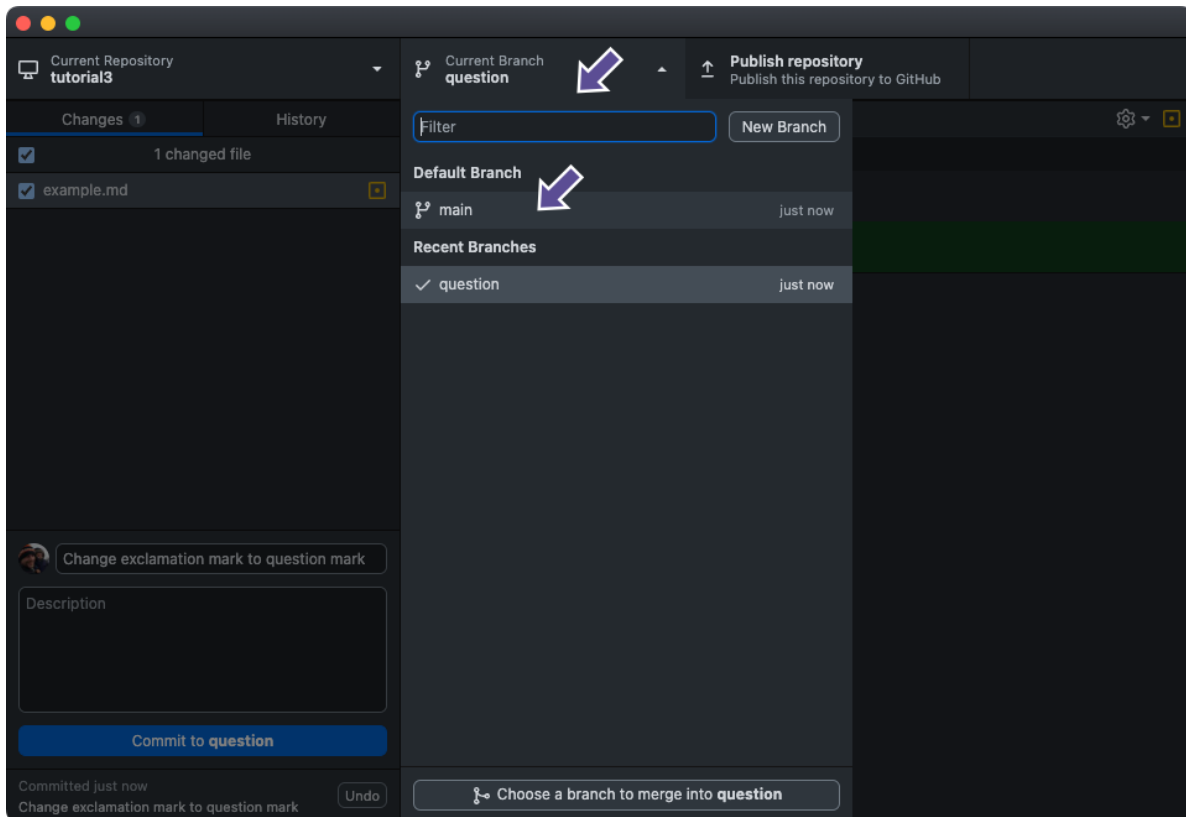 Current Repository
tutorial3
Current Branch
question
Publish repository
Publish this repository to GitHub
Changes 1
History
1 changed file
example.md
Filter
New Branch
Default Branch
main just now
Recent Branches
question just now
Change exclamation mark to question mark
Description
Commit to question
Committed just now
Change exclamation mark to question mark
Undo
Choose a branch to merge into question